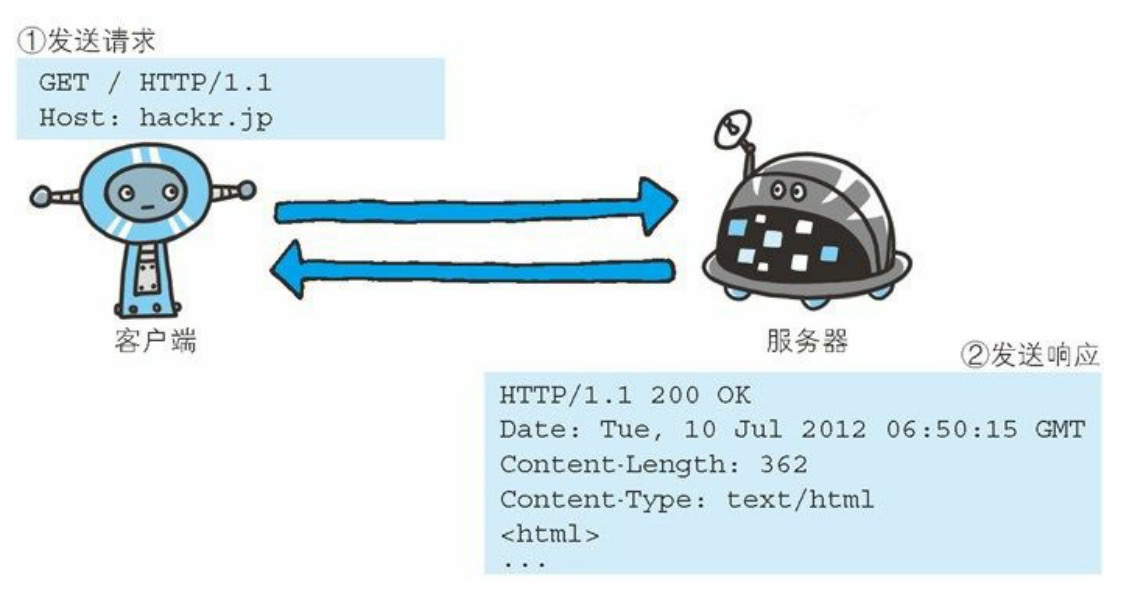 ①发送请求
GET / HTTP/1.1
Host: hackr.jp
客户端
服务器
②发送响应
HTTP/1.1 200 OK
Date: Tue, 10 Jul 2012 06:50:15 GMT
Content-Length: 362
Content-Type: text/html
<html>
...